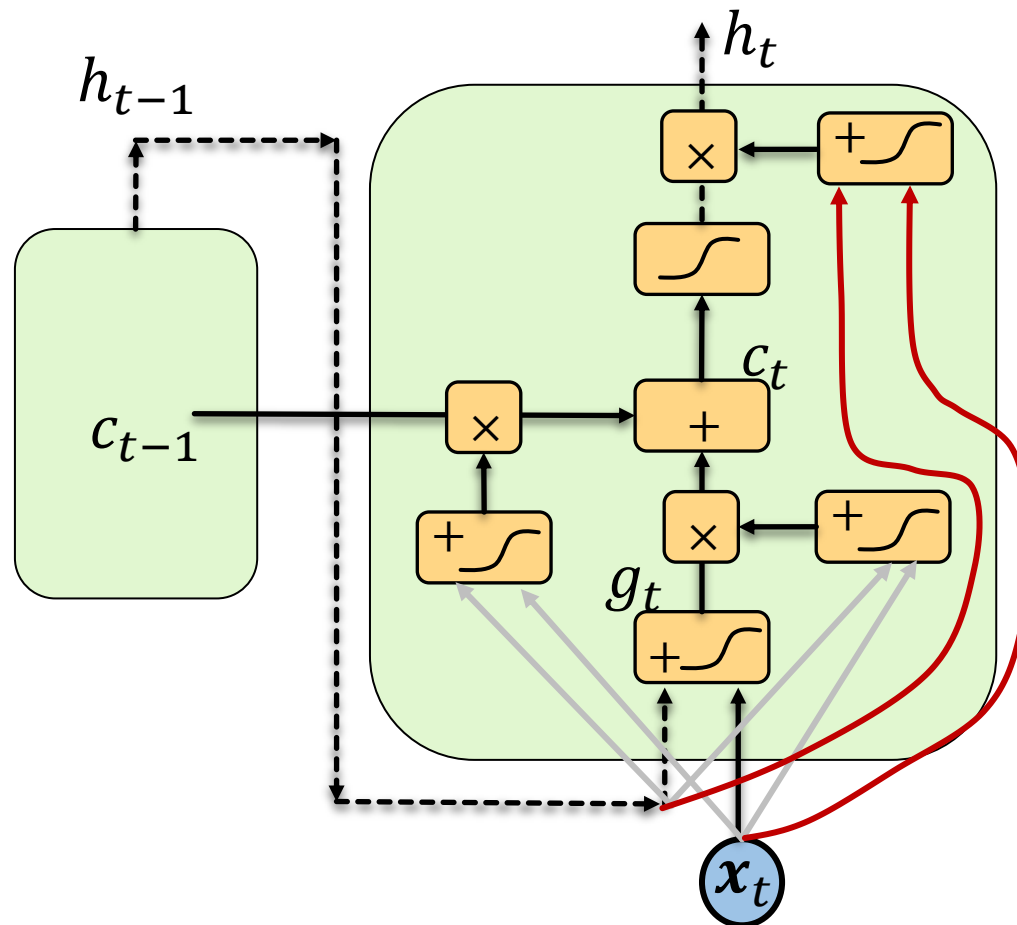 h_t
h_{t−1}
× +
c_t
c_{t−1} × +
+ × +
g_t
+
x_t